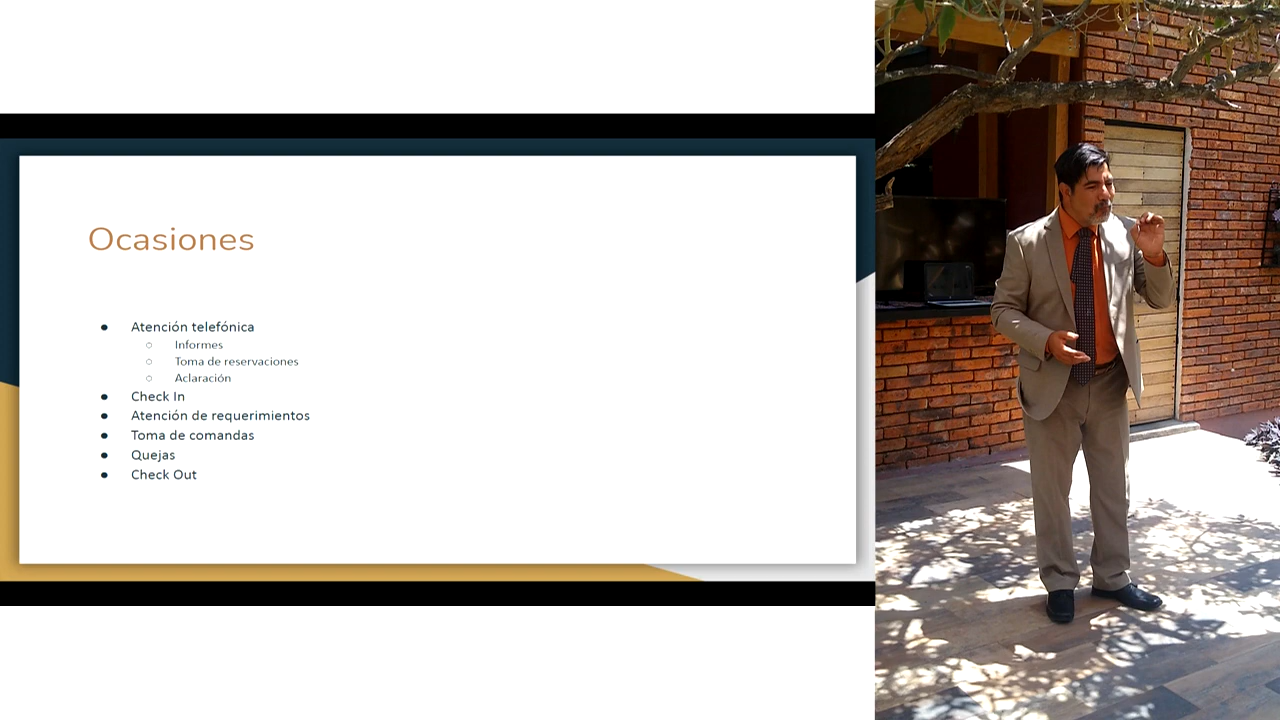 Ocasiones
● Atención telefónica
○ Informes
○ Toma de reservaciones
○ Aclaración
● Check In
● Atención de requerimientos
● Toma de comandas
● Quejas
● Check Out